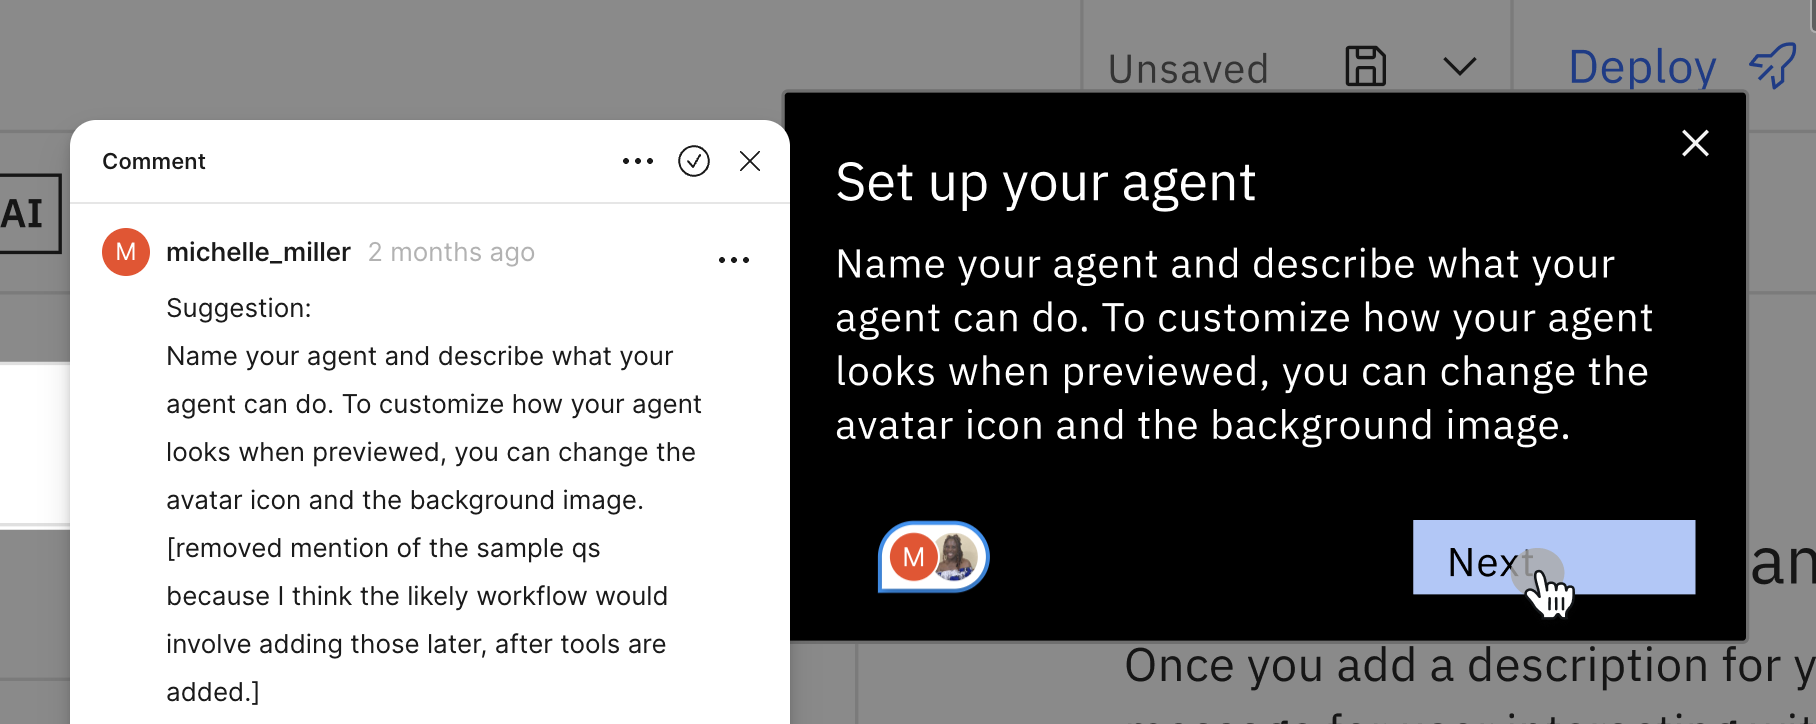 Unsaved
Deploy
AI
Comment
M
michelle_miller 2 months ago
Suggestion:
Name your agent and describe what your
agent can do. To customize how your agent
looks when previewed, you can change the
avatar icon and the background image.
[removed mention of the sample qs
because I think the likely workflow would
involve adding those later, after tools are
added.]
Set up your agent
Name your agent and describe what your
agent can do. To customize how your agent
looks when previewed, you can change the
avatar icon and the background image.
M
Next
an
Once you add a description for y